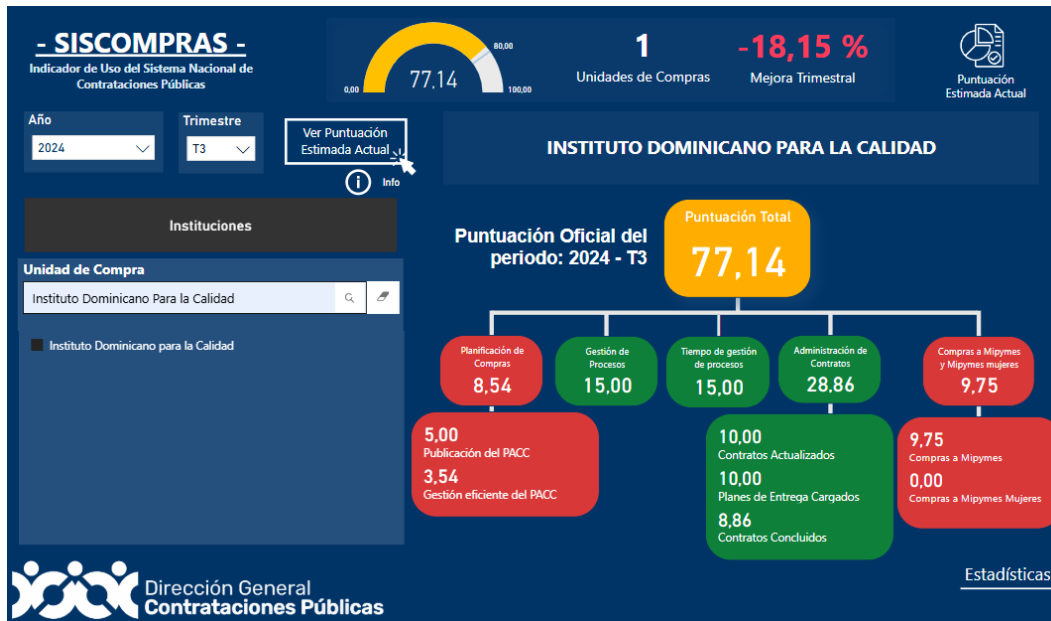 - SISCOMPRAS -
Indicador de Uso del Sistema Nacional de
Contrataciones Públicas
80,00
77,14
0,00
100,00
1
Unidades de Compras
-18,15 %
Mejora Trimestral
Puntuación
Estimada Actual
Año
2024
Trimestre
T3
Ver Puntuación
Estimada Actual
i Info
INSTITUTO DOMINICANO PARA LA CALIDAD
Instituciones
Unidad de Compra
Instituto Dominicano Para la Calidad
Instituto Dominicano para la Calidad
Puntuación Oficial del
periodo: 2024 - T3
Puntuación Total
77,14
Planificación de
Compras
8,54
Gestión de
Procesos
15,00
Tiempo de gestión
de procesos
15,00
Administración de
Contratos
28,86
Compras a Mipymes
y Mipymes mujeres
9,75
5,00
Publicación del PACC
3,54
Gestión eficiente del PACC
10,00
Contratos Actualizados
10,00
Planes de Entrega Cargados
8,86
Contratos Concluidos
9,75
Compras a Mipymes
0,00
Compras a Mipymes Mujeres
Dirección General
Contrataciones Públicas
Estadísticas